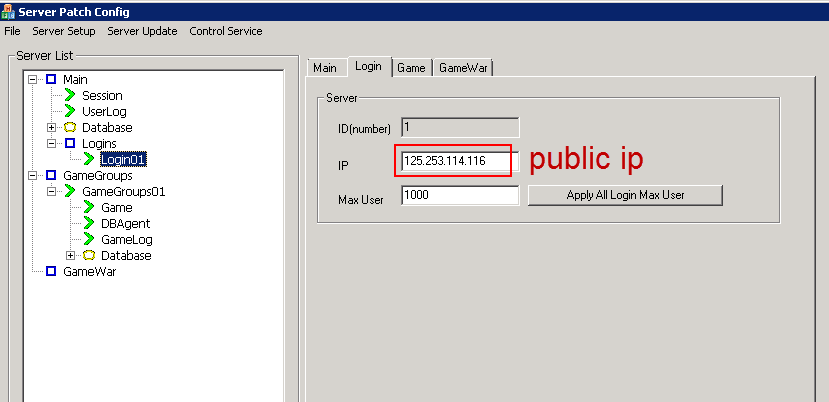 Server Patch Config
File Server Setup Server Update Control Service
Server List
Main
Session
UserLog
Database
Logins
Login01
GameGroups
GameGroups01
Game
DBAgent
GameLog
Database
GameWar
Main Login Game GameWar
Server
ID(number) 1
IP 125.253.114.116 public ip
Max User 1000 Apply All Login Max User